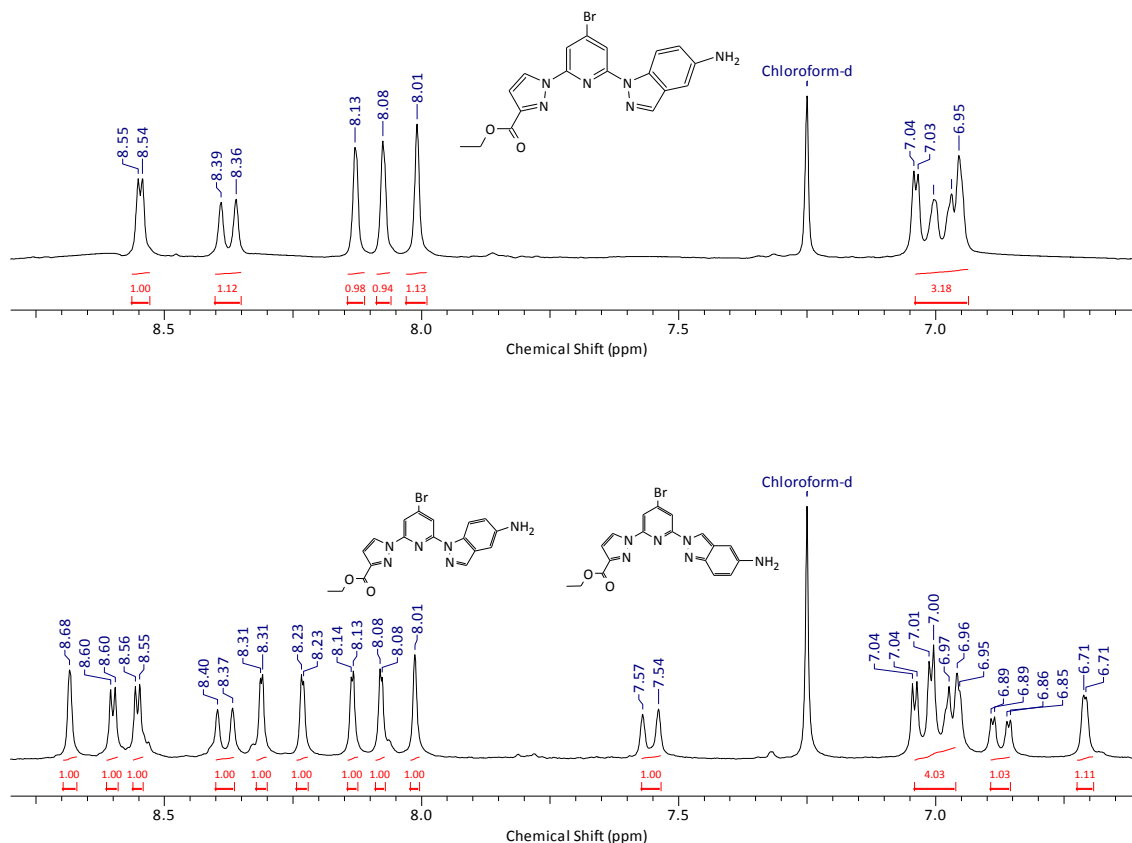 Br
NH2
Chloroform-d
N
N
N
N
N
O
O
8.55
8.54
8.39
8.36
8.13
8.08
8.01
7.04
7.03
6.95
1.00
1.12
0.98
0.94
1.13
3.18
8.5
8.0
7.5
7.0
Chemical Shift (ppm)
Chloroform-d
Br
NH2
N
N
N
N
N
O
O
Br
N
N
N
N
N
NH2
O
O
8.68
8.60
8.60
8.56
8.55
8.40
8.37
8.31
8.31
8.23
8.23
8.14
8.13
8.08
8.08
8.01
7.57
7.54
7.04
7.04
7.01
7.00
6.97
6.96
6.95
6.89
6.89
6.86
6.85
6.71
6.71
1.00
1.00
1.00
1.00
1.00
1.00
1.00
1.00
1.00
1.00
4.03
1.03
1.11
8.5
8.0
7.5
7.0
Chemical Shift (ppm)